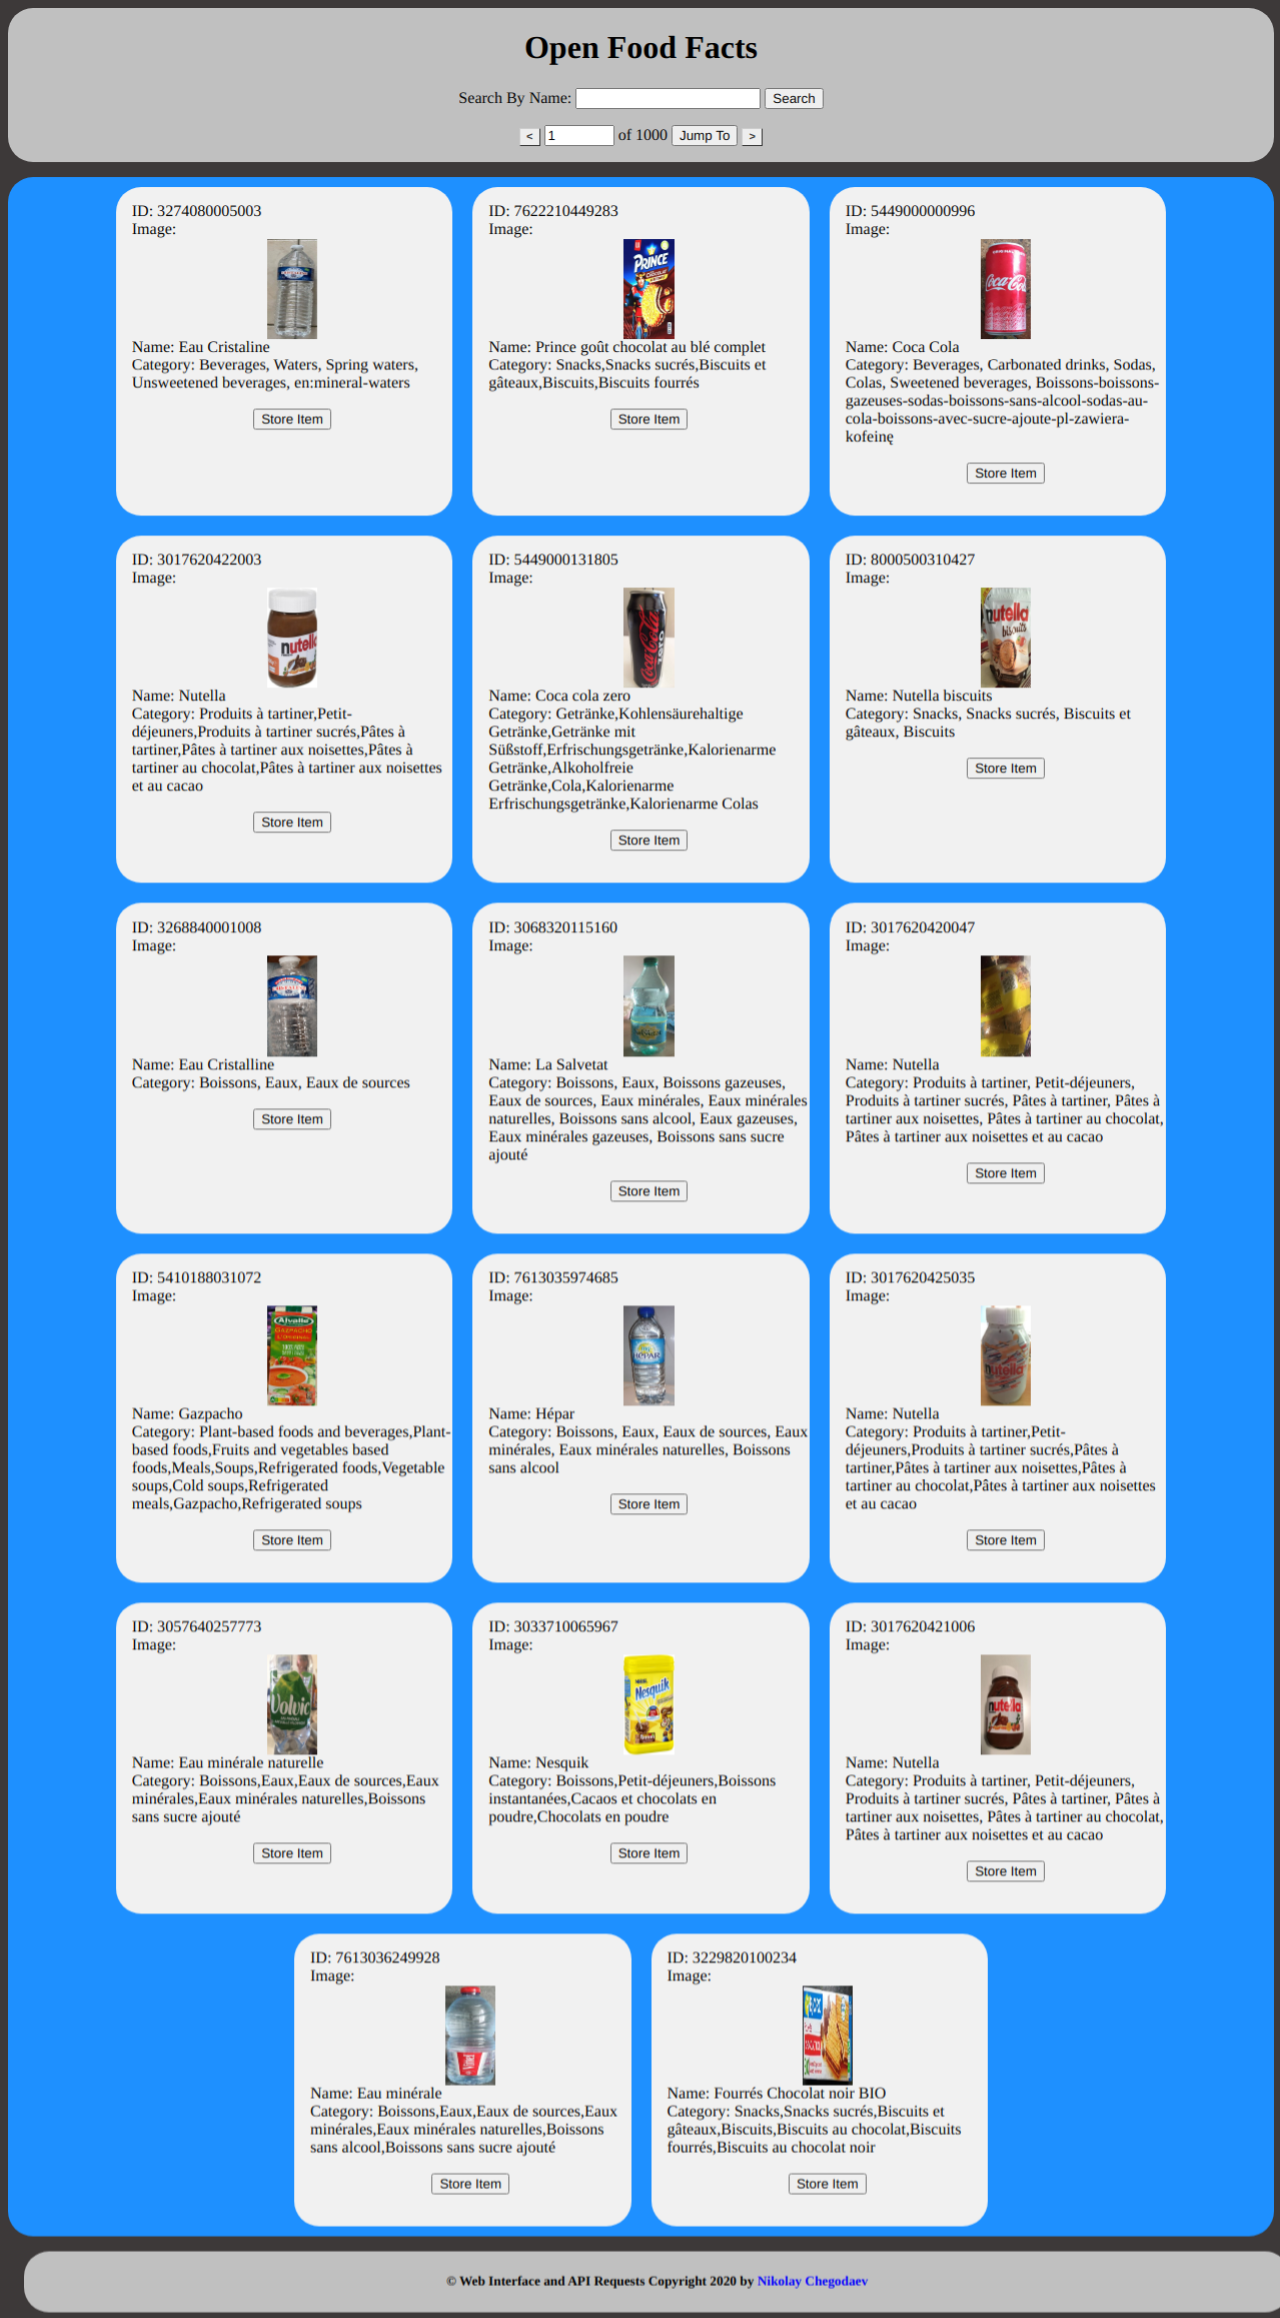 Open Food Facts
Search By Name: Search
< 1 of 1000 Jump To >
ID: 3274080005003
Image:
Name: Eau Cristaline
Category: Beverages, Waters, Spring waters,
Unsweetened beverages, en:mineral-waters
Store Item
ID: 7622210449283
Image:
PRINCE
Name: Prince goût chocolat au blé complet
Category: Snacks,Snacks sucrés,Biscuits et
gâteaux,Biscuits,Biscuits fourrés
Store Item
ID: 5449000000996
Image:
Coca-Cola
Name: Coca Cola
Category: Beverages, Carbonated drinks, Sodas,
Colas, Sweetened beverages, Boissons-boissons-
gazeuses-sodas-boissons-sans-alcool-sodas-au-
cola-boissons-avec-sucre-ajoute-pl-zawiera-
kofeinę
Store Item
ID: 3017620422003
Image:
nutella
Name: Nutella
Category: Produits à tartiner,Petit-
déjeuners,Produits à tartiner sucrés,Pâtes à
tartiner,Pâtes à tartiner aux noisettes,Pâtes à
tartiner au chocolat,Pâtes à tartiner aux noisettes
et au cacao
Store Item
ID: 5449000131805
Image:
Coca-Cola
zero
Name: Coca cola zero
Category: Getränke,Kohlensäurehaltige
Getränke,Getränke mit
Süßstoff,Erfrischungsgetränke,Kalorienarme
Getränke,Alkoholfreie
Getränke,Cola,Kalorienarme
Erfrischungsgetränke,Kalorienarme Colas
Store Item
ID: 8000500310427
Image:
nutella
biscuits
Name: Nutella biscuits
Category: Snacks, Snacks sucrés, Biscuits et
gâteaux, Biscuits
Store Item
ID: 3268840001008
Image:
Name: Eau Cristalline
Category: Boissons, Eaux, Eaux de sources
Store Item
ID: 3068320115160
Image:
Name: La Salvetat
Category: Boissons, Eaux, Boissons gazeuses,
Eaux de sources, Eaux minérales, Eaux minérales
naturelles, Boissons sans alcool, Eaux gazeuses,
Eaux minérales gazeuses, Boissons sans sucre
ajouté
Store Item
ID: 3017620420047
Image:
Name: Nutella
Category: Produits à tartiner, Petit-déjeuners,
Produits à tartiner sucrés, Pâtes à tartiner, Pâtes à
tartiner aux noisettes, Pâtes à tartiner au chocolat,
Pâtes à tartiner aux noisettes et au cacao
Store Item
ID: 5410188031072
Image:
Alvalle
GAZPACHO
Name: Gazpacho
Category: Plant-based foods and beverages,Plant-
based foods,Fruits and vegetables based
foods,Meals,Soups,Refrigerated foods,Vegetable
soups,Cold soups,Refrigerated
meals,Gazpacho,Refrigerated soups
Store Item
ID: 7613035974685
Image:
HÉPAR
Name: Hépar
Category: Boissons, Eaux, Eaux de sources, Eaux
minérales, Eaux minérales naturelles, Boissons
sans alcool
Store Item
ID: 3017620425035
Image:
nutella
Name: Nutella
Category: Produits à tartiner,Petit-
déjeuners,Produits à tartiner sucrés,Pâtes à
tartiner,Pâtes à tartiner aux noisettes,Pâtes à
tartiner au chocolat,Pâtes à tartiner aux noisettes
et au cacao
Store Item
ID: 3057640257773
Image:
Volvic
Name: Eau minérale naturelle
Category: Boissons,Eaux,Eaux de sources,Eaux
minérales,Eaux minérales naturelles,Boissons
sans sucre ajouté
Store Item
ID: 3033710065967
Image:
Nesquik
Name: Nesquik
Category: Boissons,Petit-déjeuners,Boissons
instantanées,Cacaos et chocolats en
poudre,Chocolats en poudre
Store Item
ID: 3017620421006
Image:
nutella
Name: Nutella
Category: Produits à tartiner, Petit-déjeuners,
Produits à tartiner sucrés, Pâtes à tartiner, Pâtes à
tartiner aux noisettes, Pâtes à tartiner au chocolat,
Pâtes à tartiner aux noisettes et au cacao
Store Item
ID: 7613036249928
Image:
Name: Eau minérale
Category: Boissons,Eaux,Eaux de sources,Eaux
minérales,Eaux minérales naturelles,Boissons
sans alcool,Boissons sans sucre ajouté
Store Item
ID: 3229820100234
Image:
Name: Fourrés Chocolat noir BIO
Category: Snacks,Snacks sucrés,Biscuits et
gâteaux,Biscuits,Biscuits au chocolat,Biscuits
fourrés,Biscuits au chocolat noir
Store Item
© Web Interface and API Requests Copyright 2020 by Nikolay Chegodaev